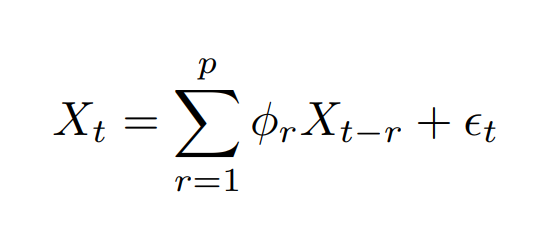 X_t = \sum_{r=1}^{p} \phi_r X_{t-r} + \epsilon_t